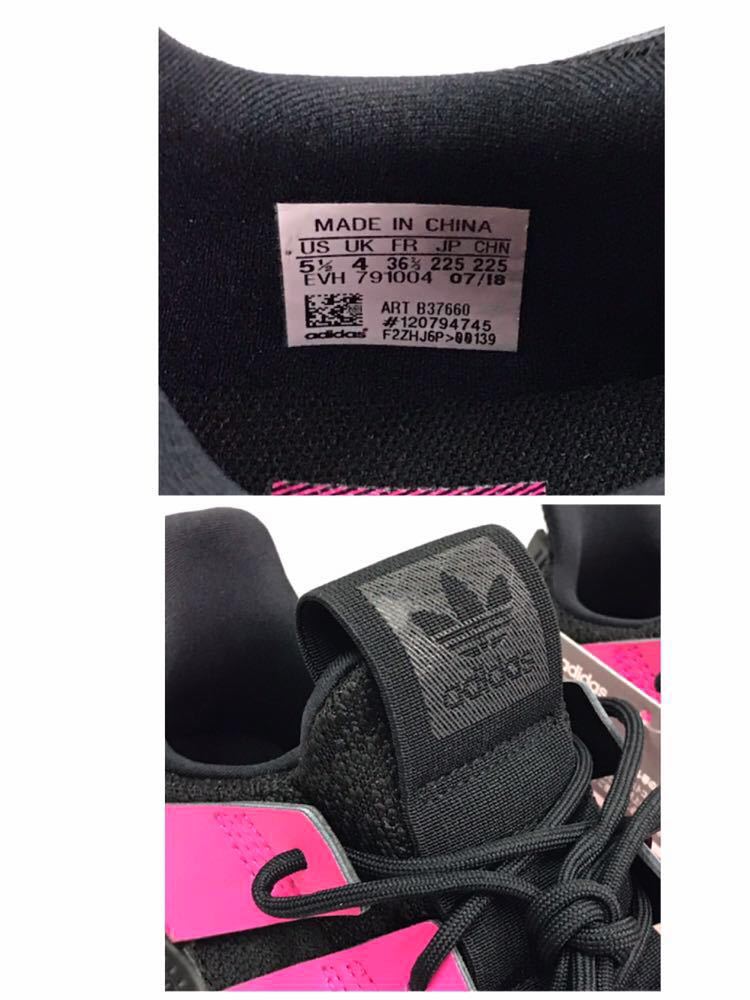 MADE IN CHINA
US UK FR JP CHN
5½ 4 36⅔ 225 225
EVH 791004 07/18
ART B37660
#120794745
adidas F2ZHJ6P>00139
adidas
adidas